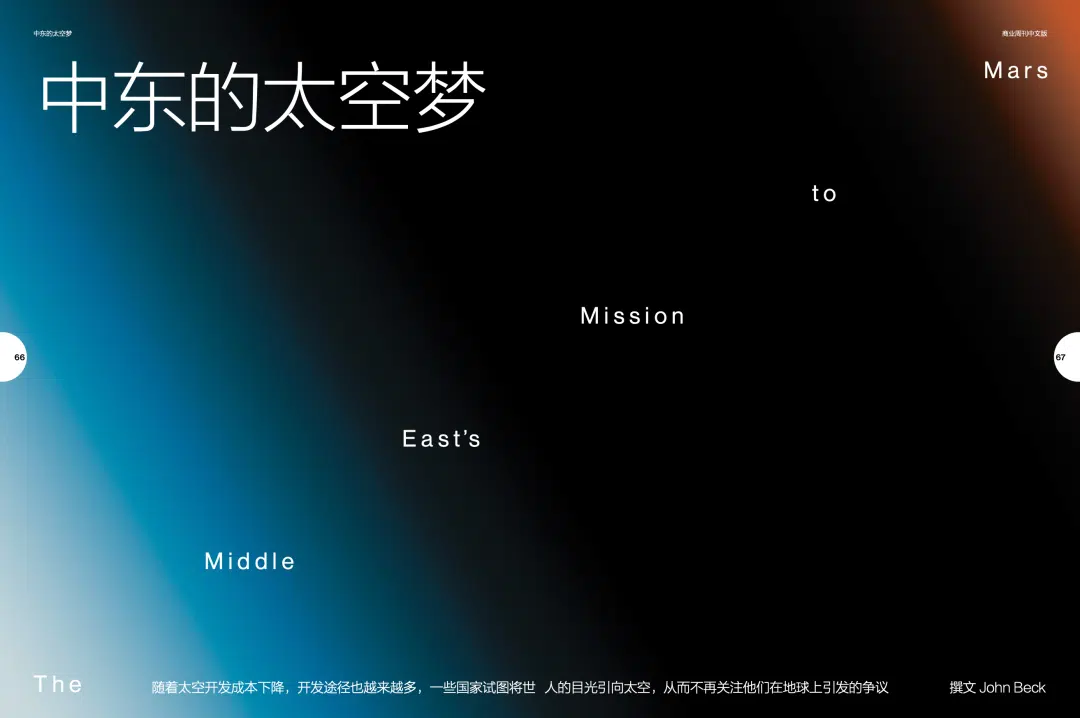 中东的太空梦
商业周刊中文版
中东的太空梦
Mars
to
Mission
66
67
East's
Middle
The
随着太空开发成本下降，开发途径也越来越多，一些国家试图将世 人的目光引向太空，从而不再关注他们在地球上引发的争议
撰文 John Beck